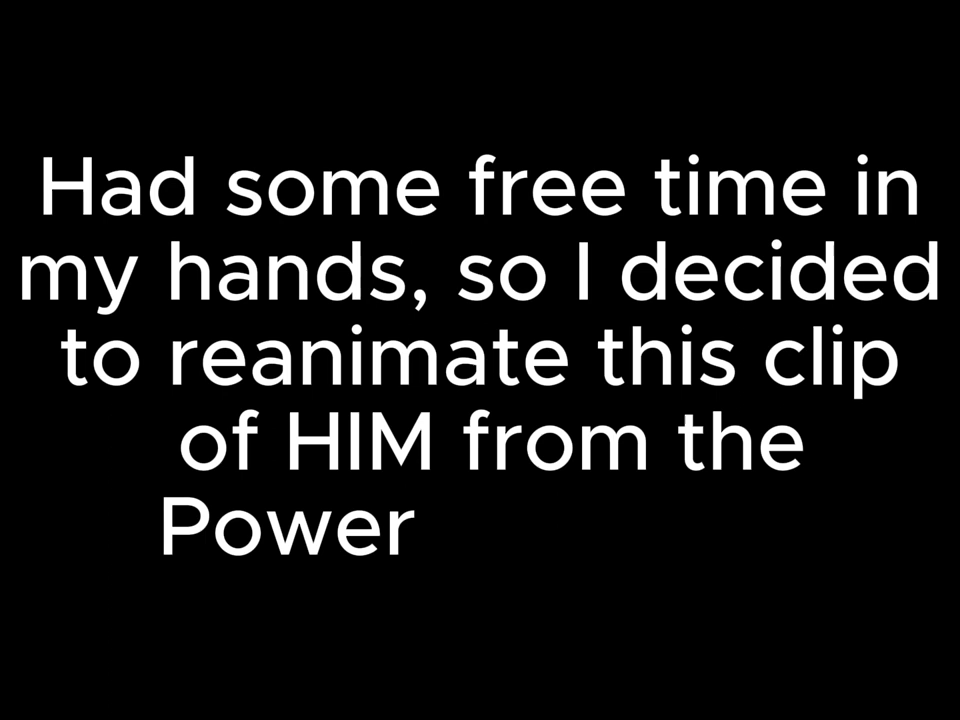 Had some free time in
my hands, so I decided
to reanimate this clip
of HIM from the
Power